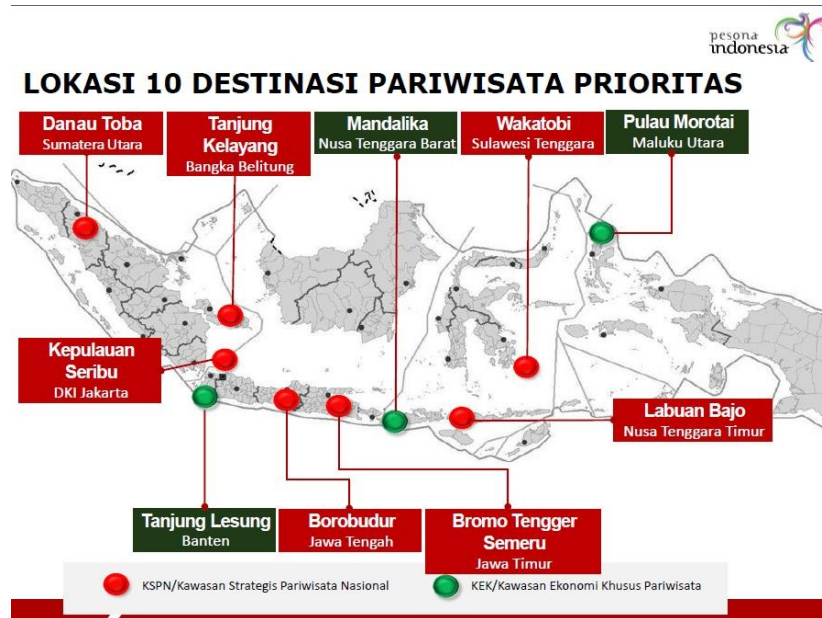 pesona
indonesia
LOKASI 10 DESTINASI PARIWISATA PRIORITAS
Danau Toba
Sumatera Utara
Tanjung
Kelayang
Bangka Belitung
Mandalika
Nusa Tenggara Barat
Wakatobi
Sulawesi Tenggara
Pulau Morotai
Maluku Utara
Kepulauan
Seribu
DKI Jakarta
Labuan Bajo
Nusa Tenggara Timur
Tanjung Lesung
Banten
Borobudur
Jawa Tengah
Bromo Tengger
Semeru
Jawa Timur
KSPN/Kawasan Strategis Pariwisata Nasional
KEK/Kawasan Ekonomi Khusus Pariwisata